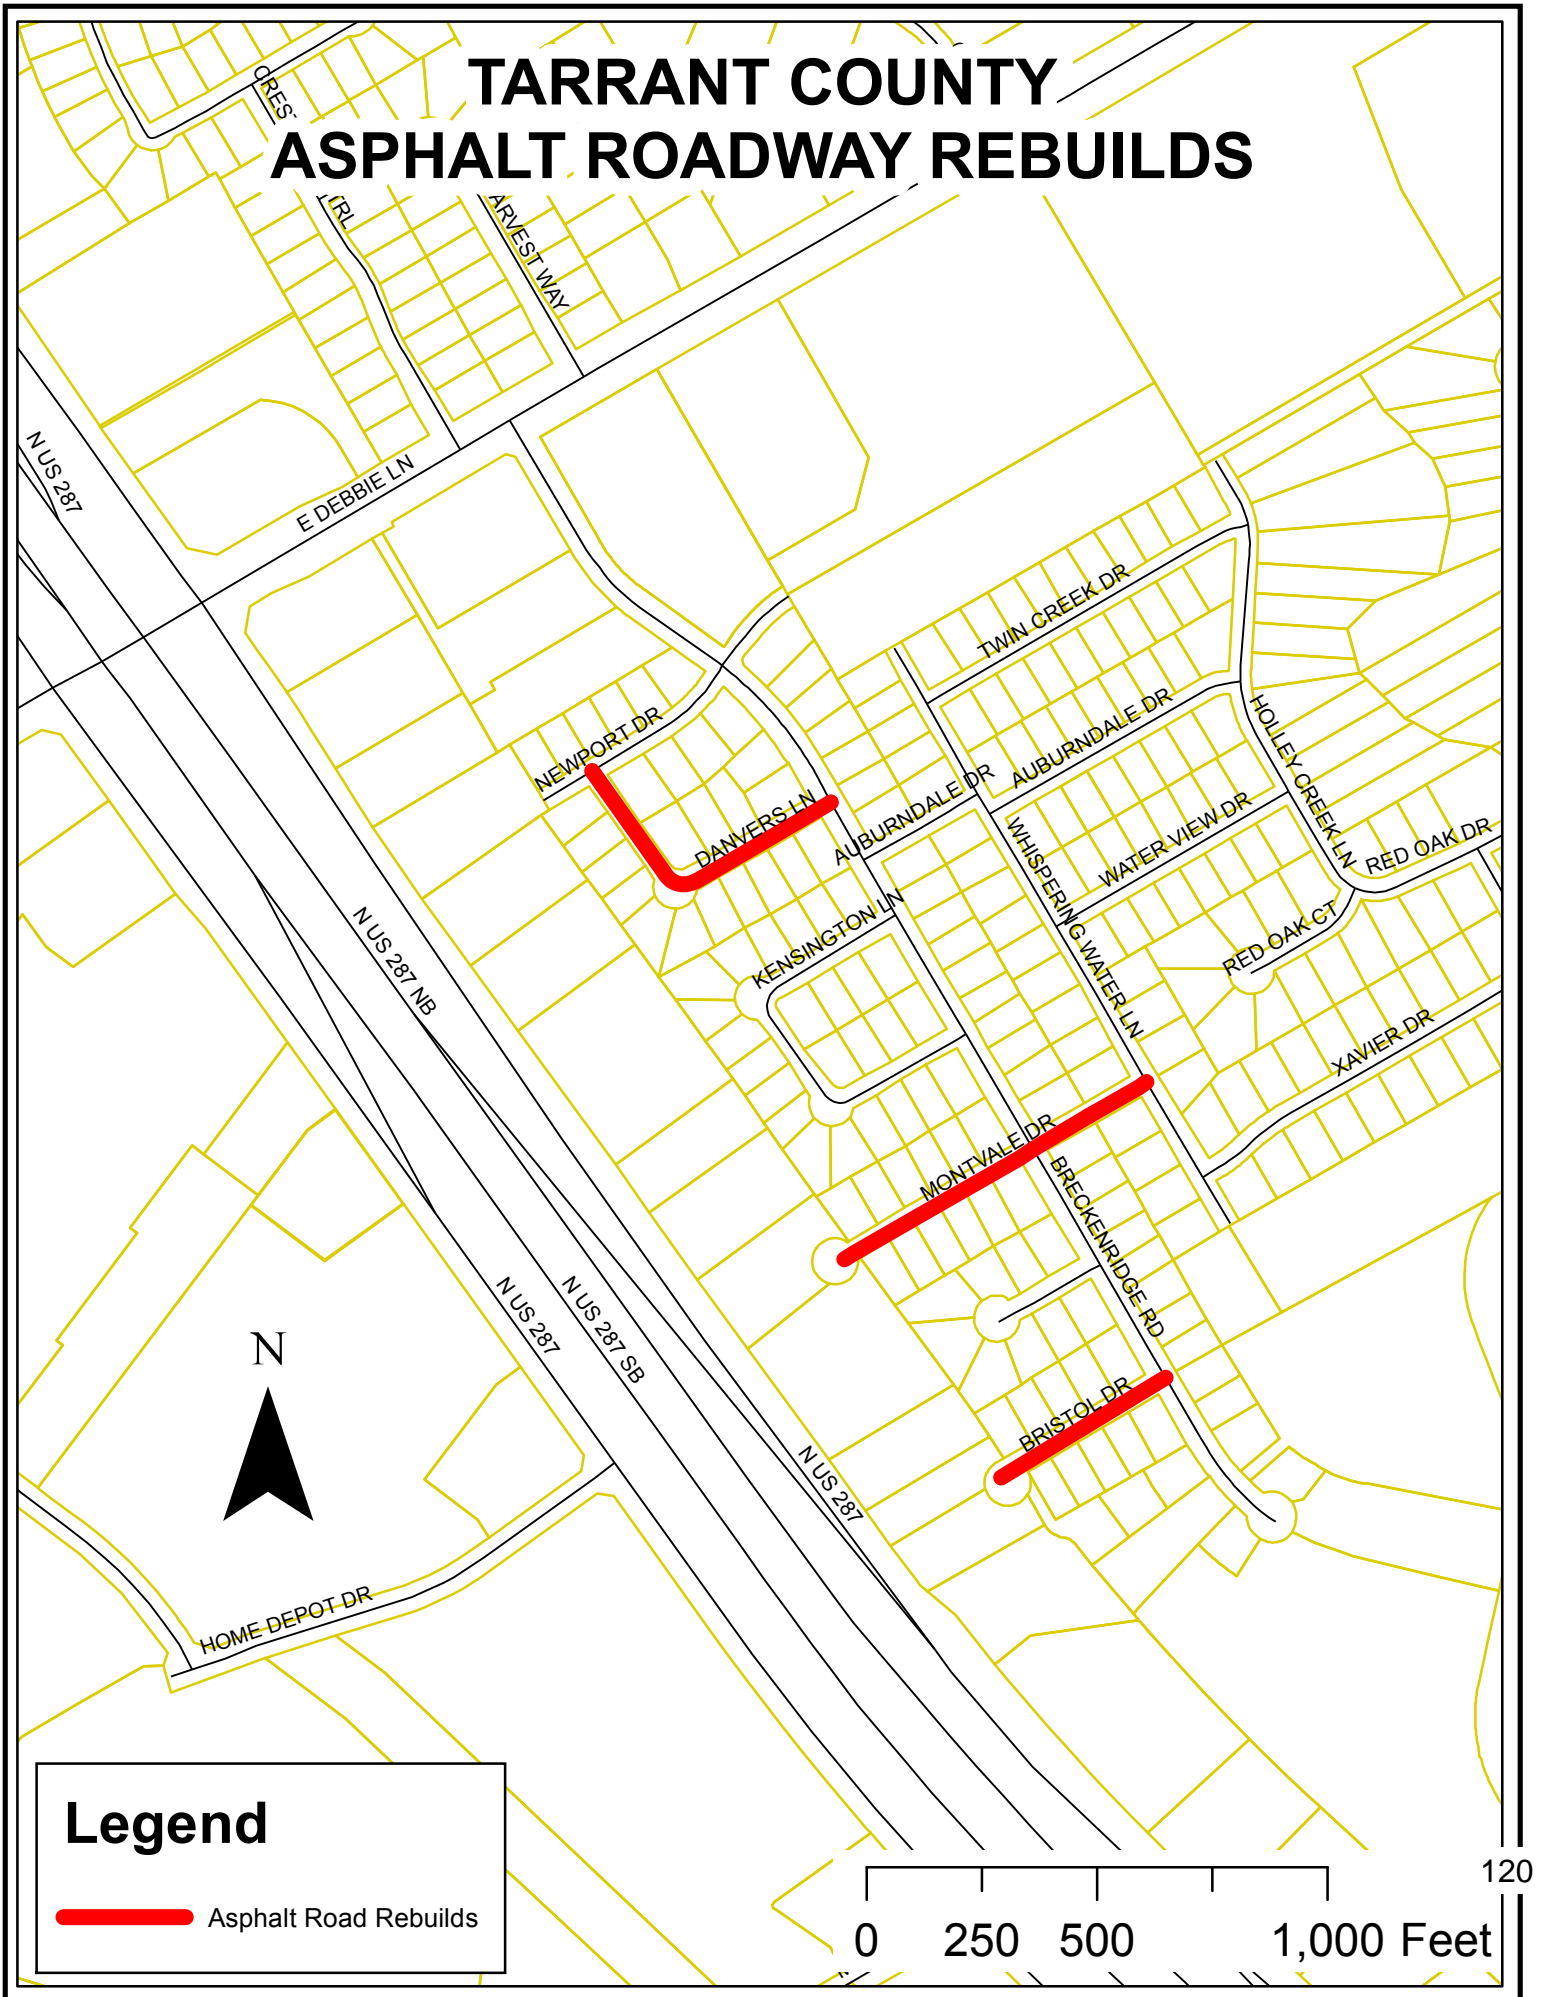 TARRANT COUNTY
ASPHALT ROADWAY REBUILDS
CREST
TRL
ARVEST WAY
N US 287
E DEBBIE LN
TWIN CREEK DR
NEWPORT DR
AUBURNDALE DR
HOLLEY CREEK LN
DANVERS LN
AUBURNDALE DR
WATER VIEW DR
RED OAK DR
WHISPERING WATER LN
KENSINGTON LN
RED OAK CT
N US 287 NB
XAVIER DR
MONTVALE DR
BRECKENRIDGE RD
N US 287
N US 287 SB
N
BRISTOL DR
N US 287
HOME DEPOT DR
Legend
Asphalt Road Rebuilds
0 250 500 1,000 Feet
120